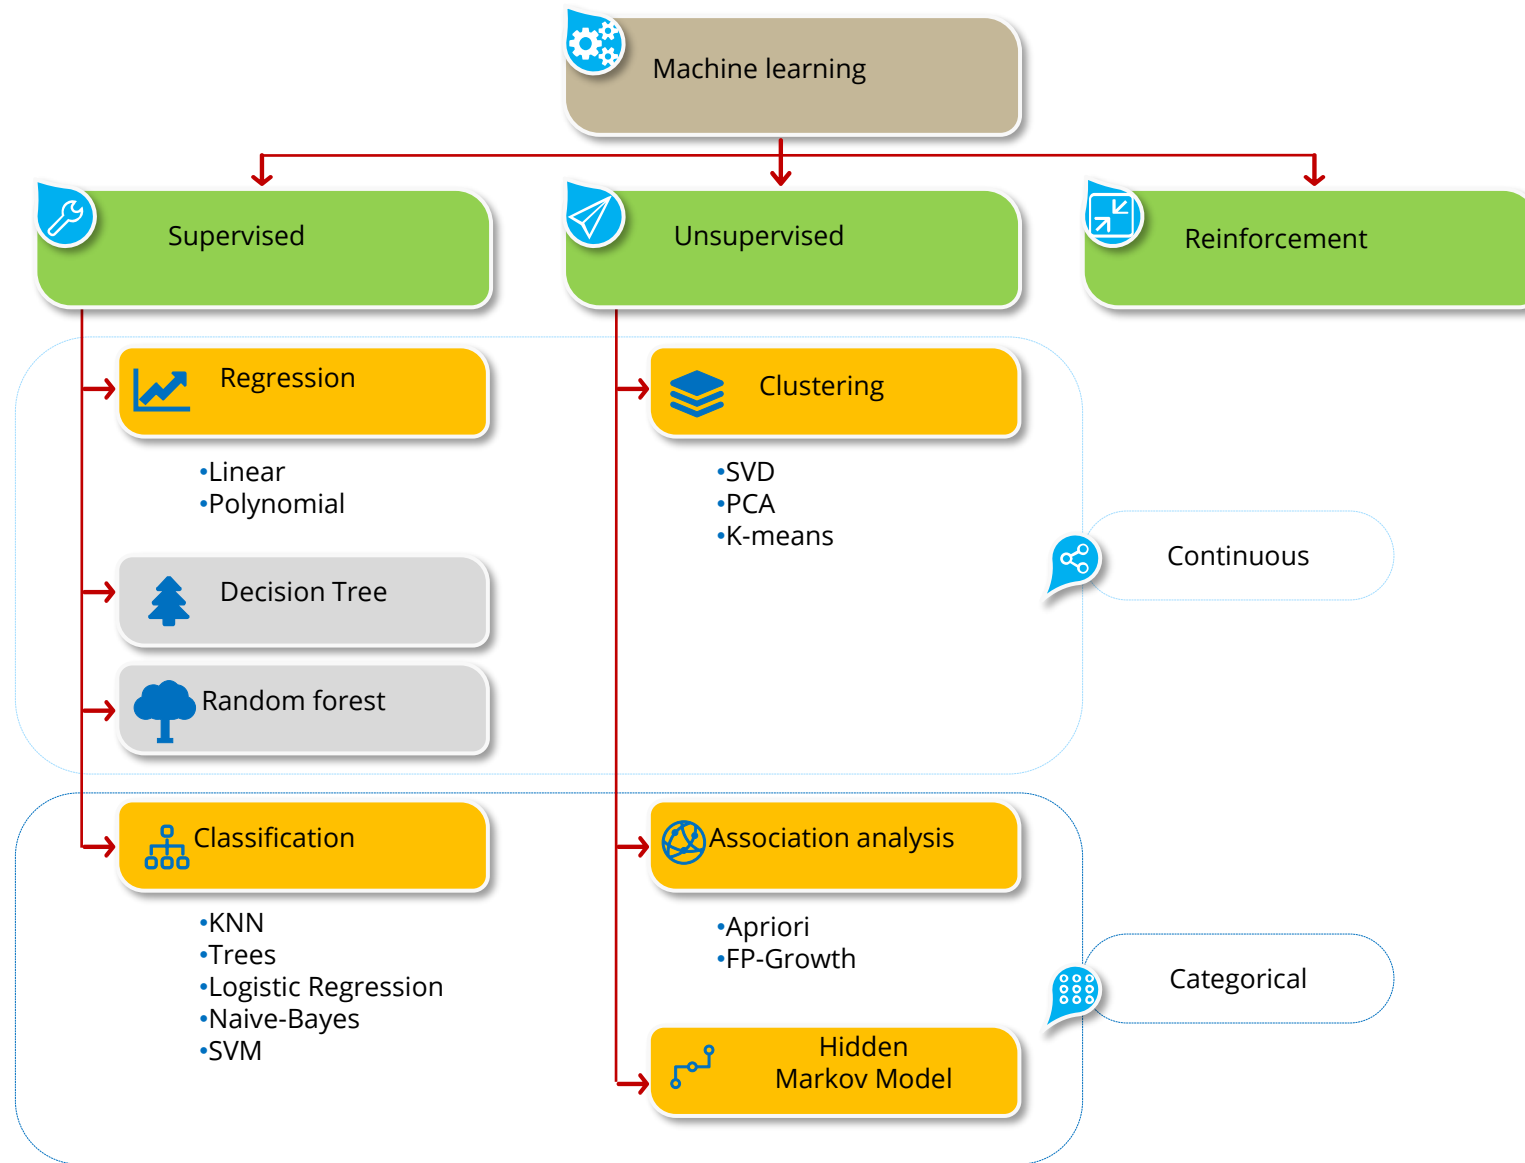 Machine learning
Supervised
Unsupervised
Reinforcement
Regression
•Linear
•Polynomial
Decision Tree
Random forest
Clustering
•SVD
•PCA
•K-means
Continuous
Classification
•KNN
•Trees
•Logistic Regression
•Naive-Bayes
•SVM
Association analysis
•Apriori
•FP-Growth
Hidden
Markov Model
Categorical